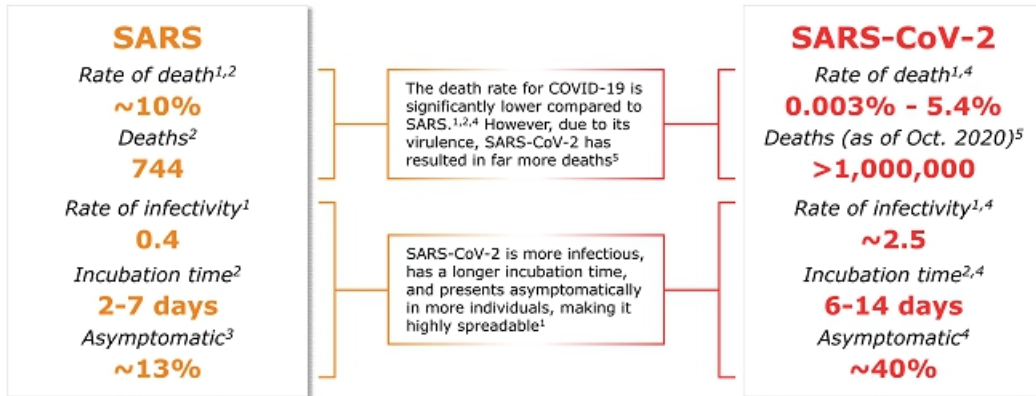 SARS
Rate of death1,2
~10%
Deaths2
744
Rate of infectivity1
0.4
Incubation time2
2-7 days
Asymptomatic3
~13%
The death rate for COVID-19 is
significantly lower compared to
SARS.1,2,4 However, due to its
virulence, SARS-CoV-2 has
resulted in far more deaths5
SARS-CoV-2 is more infectious,
has a longer incubation time,
and presents asymptomatically
in more individuals, making it
highly spreadable1
SARS-CoV-2
Rate of death1,4
0.003% - 5.4%
Deaths (as of Oct. 2020)5
>1,000,000
Rate of infectivity1,4
~2.5
Incubation time2,4
6-14 days
Asymptomatic4
~40%